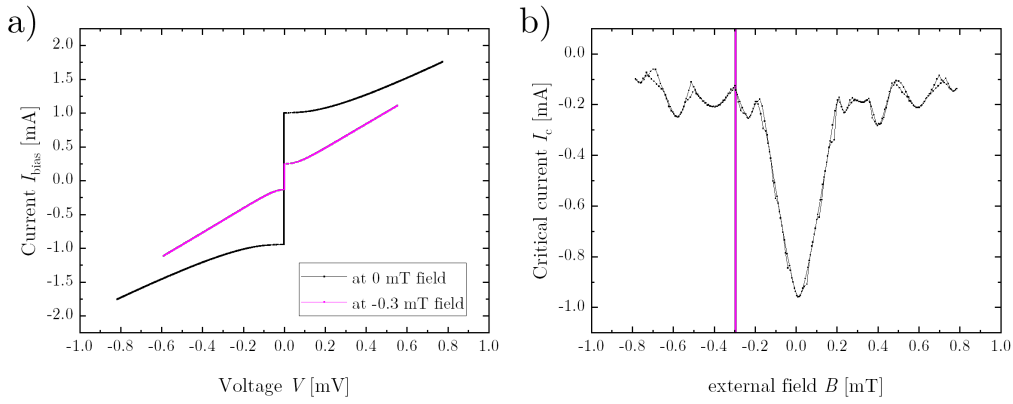 a)
2.0
1.5
1.0
0.5
0.0
-0.5
-1.0
-1.5
-2.0
Current I_bias [mA]
at 0 mT field
at -0.3 mT field
-1.0 -0.8 -0.6 -0.4 -0.2 0.0 0.2 0.4 0.6 0.8 1.0
Voltage V [mV]
b)
0.0
-0.2
-0.4
-0.6
-0.8
-1.0
Critical current I_c [mA]
-1.0 -0.8 -0.6 -0.4 -0.2 0.0 0.2 0.4 0.6 0.8 1.0
external field B [mT]